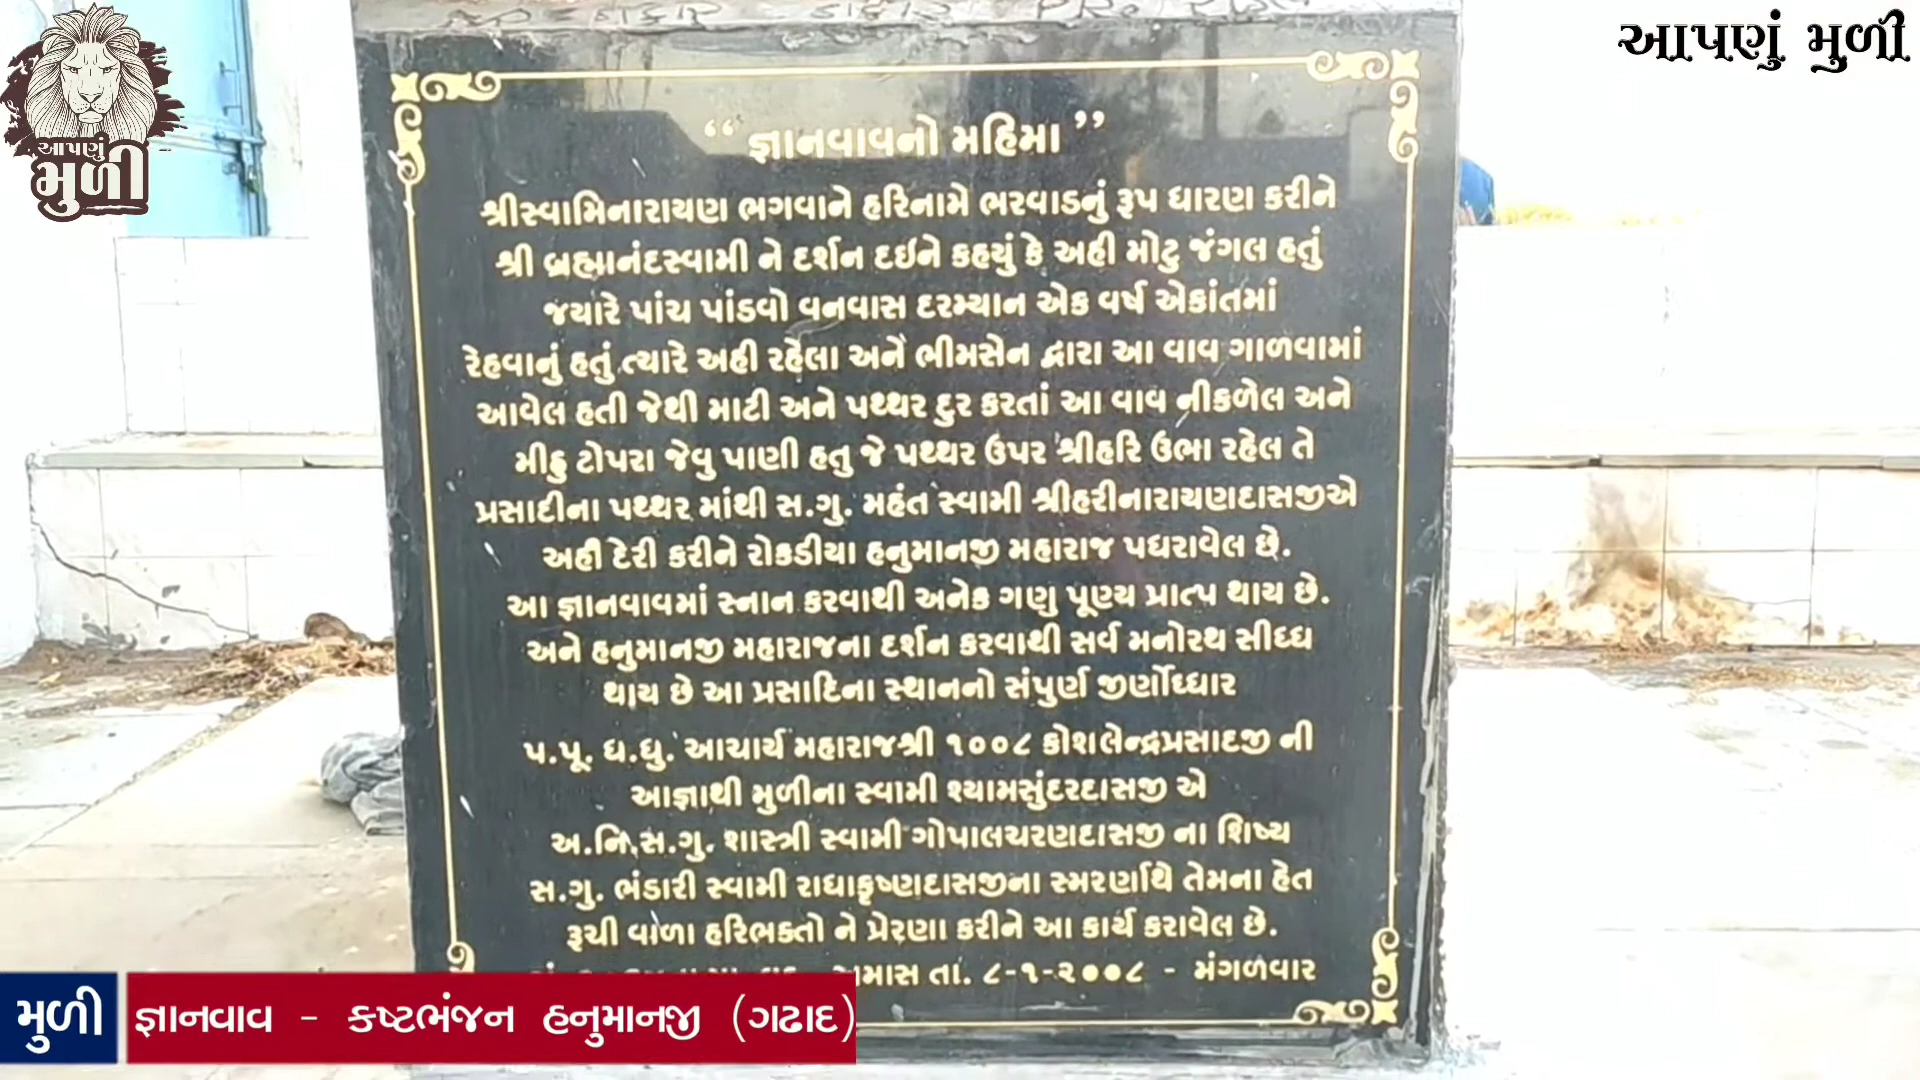 આપણું મુળી
આપણું
મુળી
“ જ્ઞાનવાવનો મહિમા ”
શ્રીસ્વામિનારાયણ ભગવાને હરિનામે ભરવાડનું રૂપ ધારણ કરીને
શ્રી બ્રહ્માનંદસ્વામી ને દર્શન દઇને કહયું કે અહી મોટુ જંગલ હતું
જયારે પાંચ પાંડવો વનવાસ દરમ્યાન એક વર્ષ એકાંતમાં
રેહવાનું હતું ત્યારે અહી રહેલા અને ભીમસેન દ્વારા આ વાવ ગાળવામાં
આવેલ હતી જેથી માટી અને પથ્થર દુર કરતાં આ વાવ નીકળેલ અને
મીઠુ ટોપરા જેવુ પાણી હતુ જે પથ્થર ઉપર શ્રીહરિ ઉભા રહેલ તે
પ્રસાદીના પથ્થર માંથી સ.ગુ. મહંત સ્વામી શ્રીહરીનારાયણદાસજીએ
અહીં દેરી કરીને રોકડીયા હનુમાનજી મહારાજ પધરાવેલ છે.
આ જ્ઞાનવાવમાં સ્નાન કરવાથી અનેક ગણુ પૂણ્ય પ્રાત્પ થાય છે.
અને હનુમાનજી મહારાજના દર્શન કરવાથી સર્વ મનોરથ સીધ્ધ
થાય છે આ પ્રસાદિના સ્થાનનો સંપુર્ણ જીર્ણોધ્ધાર
પ.પૂ. ધ.ધુ. આચાર્ય મહારાજશ્રી ૧૦૦૮ કોશલેન્દ્રપ્રસાદજી ની
આજ્ઞાથી મુળીના સ્વામી શ્યામસુંદરદાસજી એ
અ.નિ.સ.ગુ. શાસ્ત્રી સ્વામી ગોપાલચરણદાસજી ના શિષ્ય
સ.ગુ. ભંડારી સ્વામી રાધાકૃષ્ણદાસજીના સ્મરર્ણાથે તેમના હેત
રૂચી વાળા હરિભક્તો ને પ્રેરણા કરીને આ કાર્ય કરાવેલ છે.
તા. ૮-૧-૨૦૦૮ - મંગળવાર
મુળી જ્ઞાનવાવ - કષ્ટભંજન હનુમાનજી (ગઢાદ)